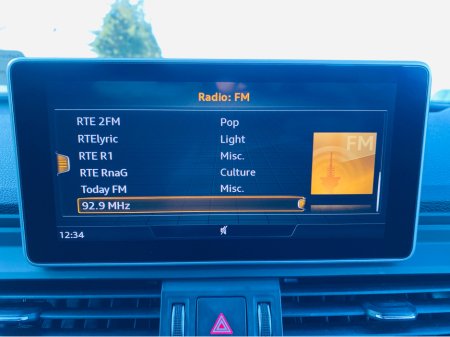 Radio: FM
RTE 2FM Pop
RTElyric Light
RTE R1 Misc.
RTE RnaG Culture
Today FM Misc.
92.9 MHz
FM
12:34